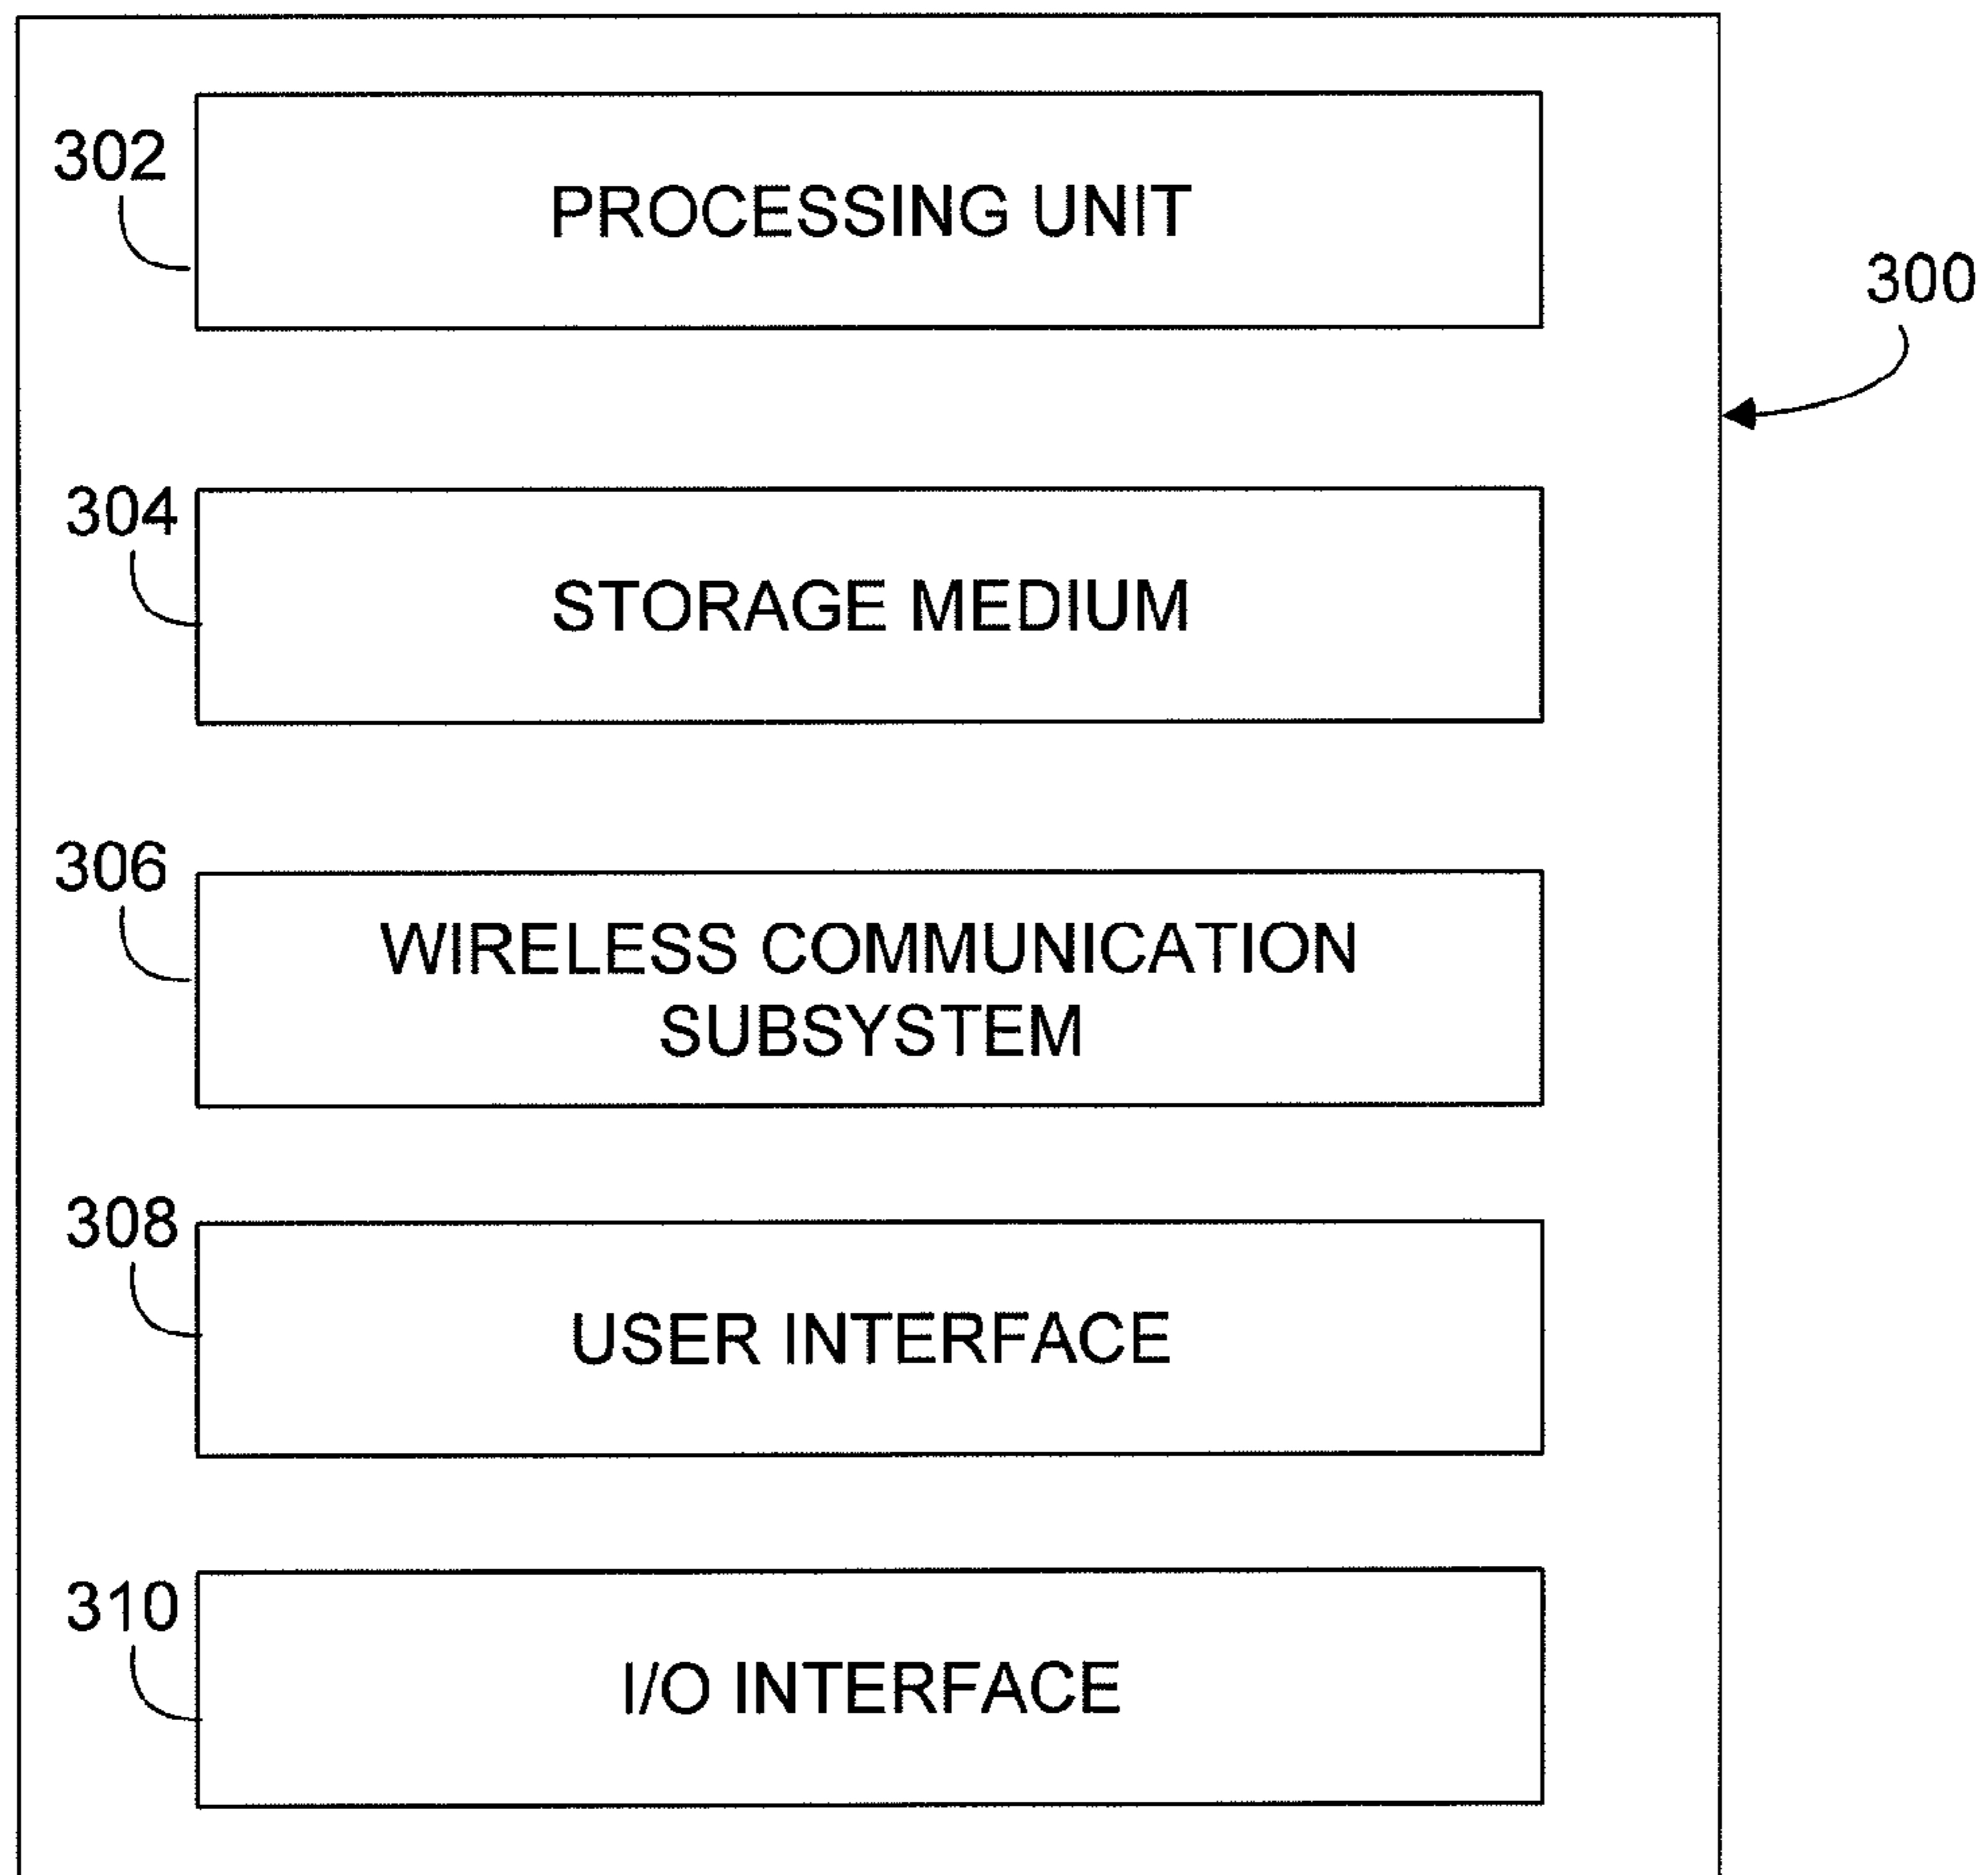 302
PROCESSING UNIT
300
304
STORAGE MEDIUM
306
WIRELESS COMMUNICATION
SUBSYSTEM
308
USER INTERFACE
310
I/O INTERFACE